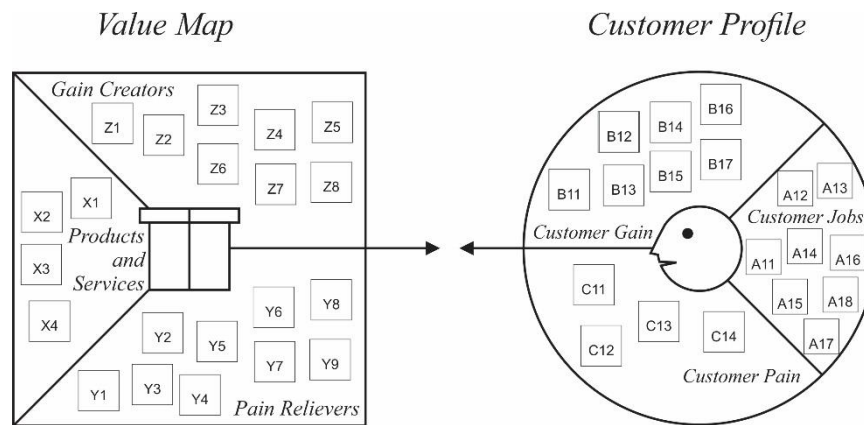 Value Map
Customer Profile
Gain Creators
Z1
Z2
Z3
Z4
Z5
Z6
Z7
Z8
X1
X2
X3
X4
Products
and
Services
Y1
Y2
Y3
Y4
Y5
Y6
Y7
Y8
Y9
Pain Relievers
B11
B12
B13
B14
B15
B16
B17
Customer Gain
A12
A13
Customer Jobs
A11
A14
A16
A15
A18
A17
C11
C12
C13
C14
Customer Pain